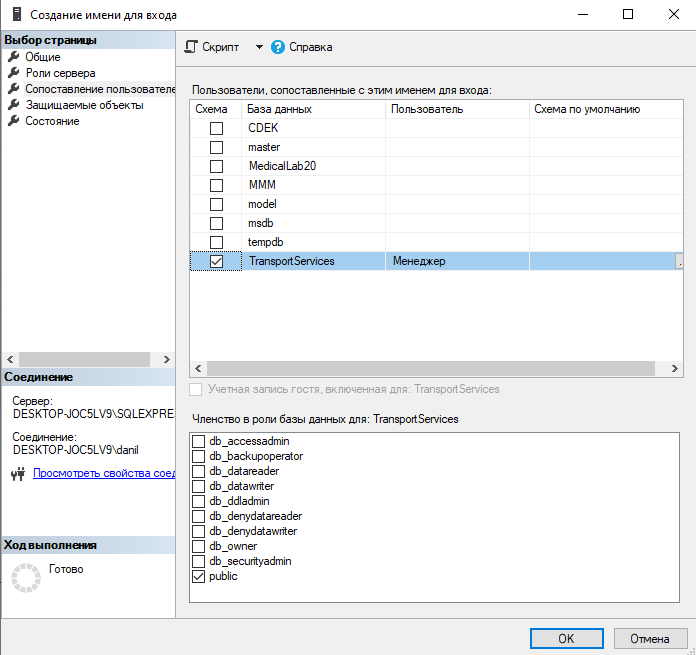 Создание имени для входа
Выбор страницы
Общие
Роли сервера
Сопоставление пользователе
Защищаемые объекты
Состояние
Скрипт
Справка
Пользователи, сопоставленные с этим именем для входа:
Схема База данных Пользователь Схема по умолчанию
CDEK
master
MedicalLab20
MMM
model
msdb
tempdb
TransportServices Менеджер
Учетная запись гостя, включенная для: TransportServices
Членство в роли базы данных для: TransportServices
db_accessadmin
db_backupoperator
db_datareader
db_datawriter
db_ddladmin
db_denydatareader
db_denydatawriter
db_owner
db_securityadmin
public
Соединение
Сервер:
DESKTOP-JOC5LV9\SQLEXPRE
Соединение:
DESKTOP-JOC5LV9\danil
Просмотреть свойства соед
Ход выполнения
Готово
OK
Отмена